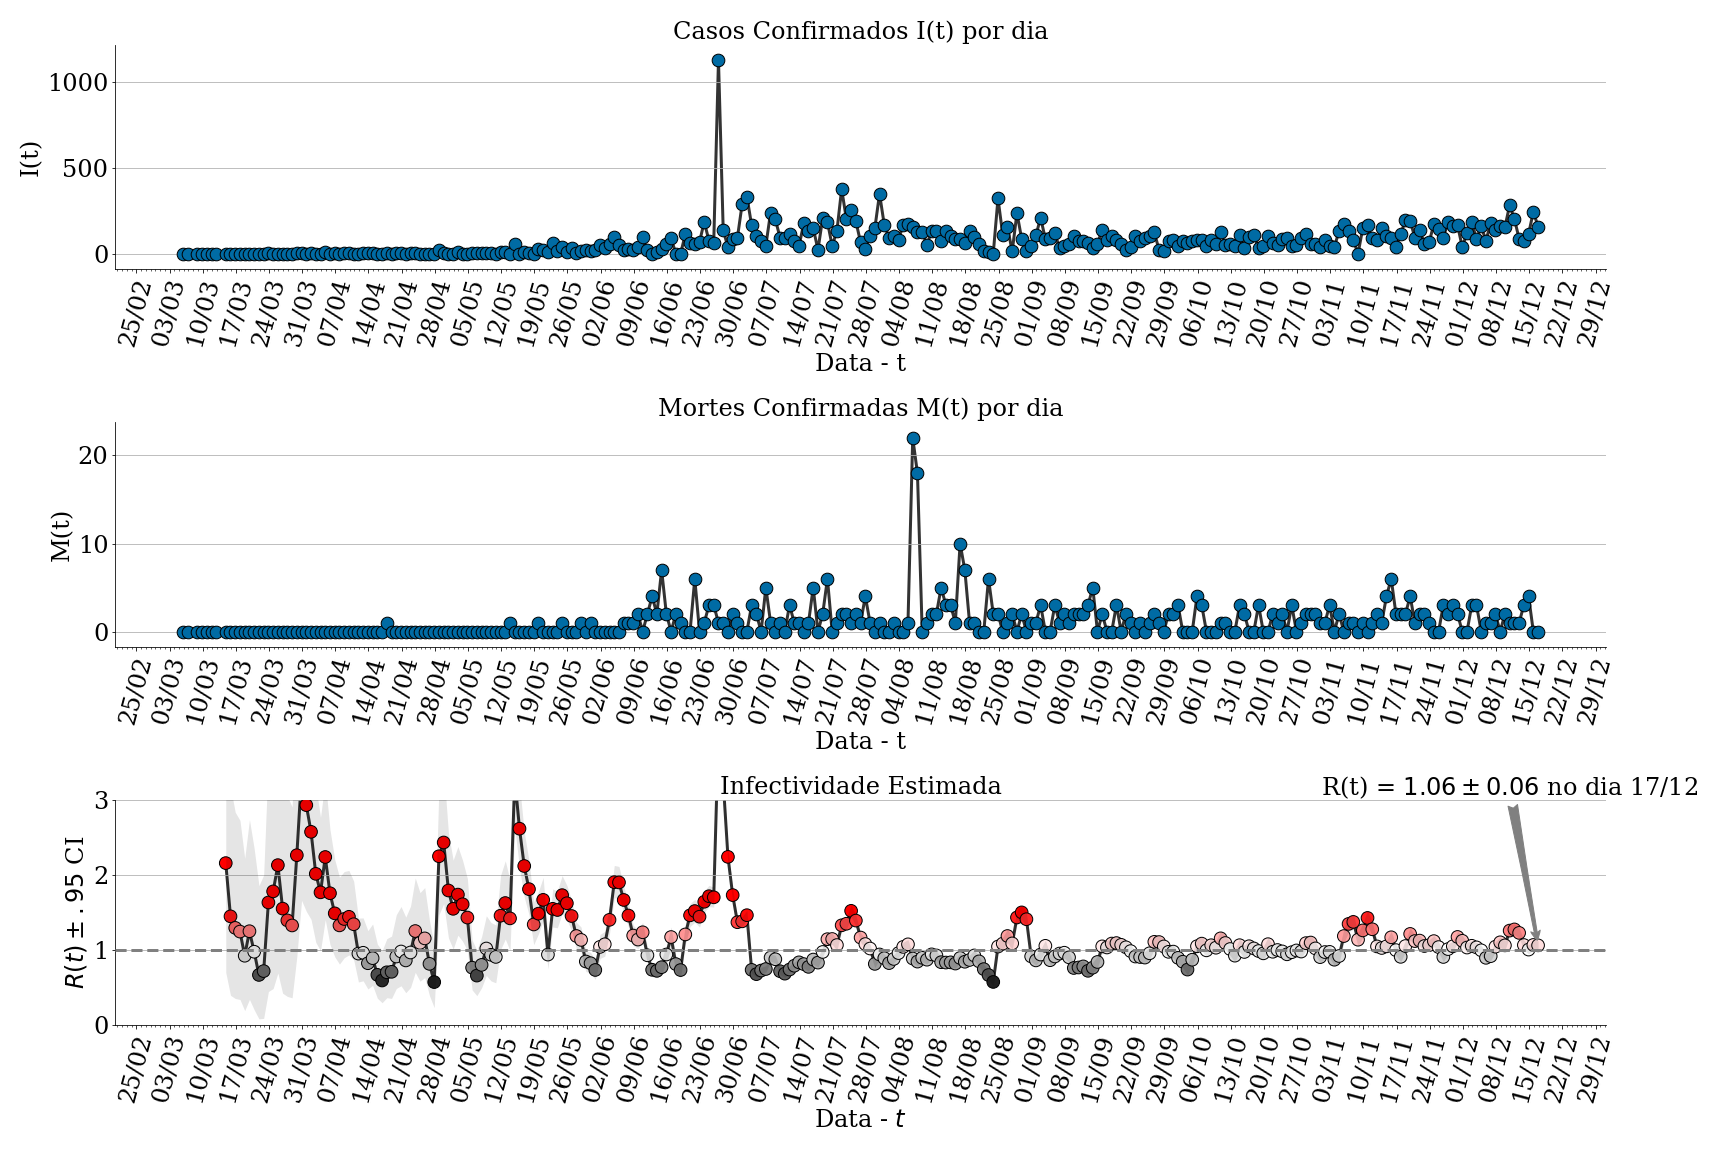 Casos Confirmados I(t) por dia
1000
500
0
I(t)
25/02 03/03 10/03 17/03 24/03 31/03 07/04 14/04 21/04 28/04 05/05 12/05 19/05 26/05 02/06 09/06 16/06 23/06 30/06 07/07 14/07 21/07 28/07 04/08 11/08 18/08 25/08 01/09 08/09 15/09 22/09 29/09 06/10 13/10 20/10 27/10 03/11 10/11 17/11 24/11 01/12 08/12 15/12 22/12 29/12
Data - t
Mortes Confirmadas M(t) por dia
20
10
0
M(t)
25/02 03/03 10/03 17/03 24/03 31/03 07/04 14/04 21/04 28/04 05/05 12/05 19/05 26/05 02/06 09/06 16/06 23/06 30/06 07/07 14/07 21/07 28/07 04/08 11/08 18/08 25/08 01/09 08/09 15/09 22/09 29/09 06/10 13/10 20/10 27/10 03/11 10/11 17/11 24/11 01/12 08/12 15/12 22/12 29/12
Data - t
Infectividade Estimada
R(t) = 1.06 ± 0.06 no dia 17/12
3
2
1
0
R(t) ± .95 CI
25/02 03/03 10/03 17/03 24/03 31/03 07/04 14/04 21/04 28/04 05/05 12/05 19/05 26/05 02/06 09/06 16/06 23/06 30/06 07/07 14/07 21/07 28/07 04/08 11/08 18/08 25/08 01/09 08/09 15/09 22/09 29/09 06/10 13/10 20/10 27/10 03/11 10/11 17/11 24/11 01/12 08/12 15/12 22/12 29/12
Data - t